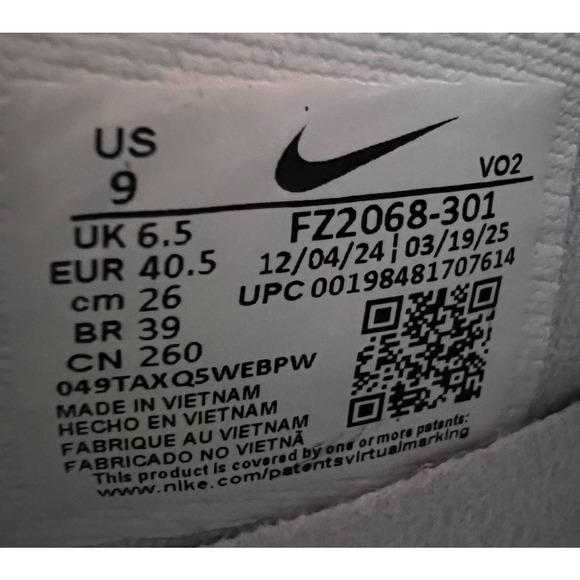 US
9
UK 6.5
EUR 40.5
cm 26
BR 39
CN 260
VO2
FZ2068-301
12/04/24 | 03/19/25
UPC 00198481707614
049TAXQ5WEBPW
MADE IN VIETNAM
HECHO EN VIETNAM
FABRIQUE AU VIETNAM
FABRICADO NO VIETNÃ
This product is covered by one or more patents:
www.nike.com/patentsvirtualmarking